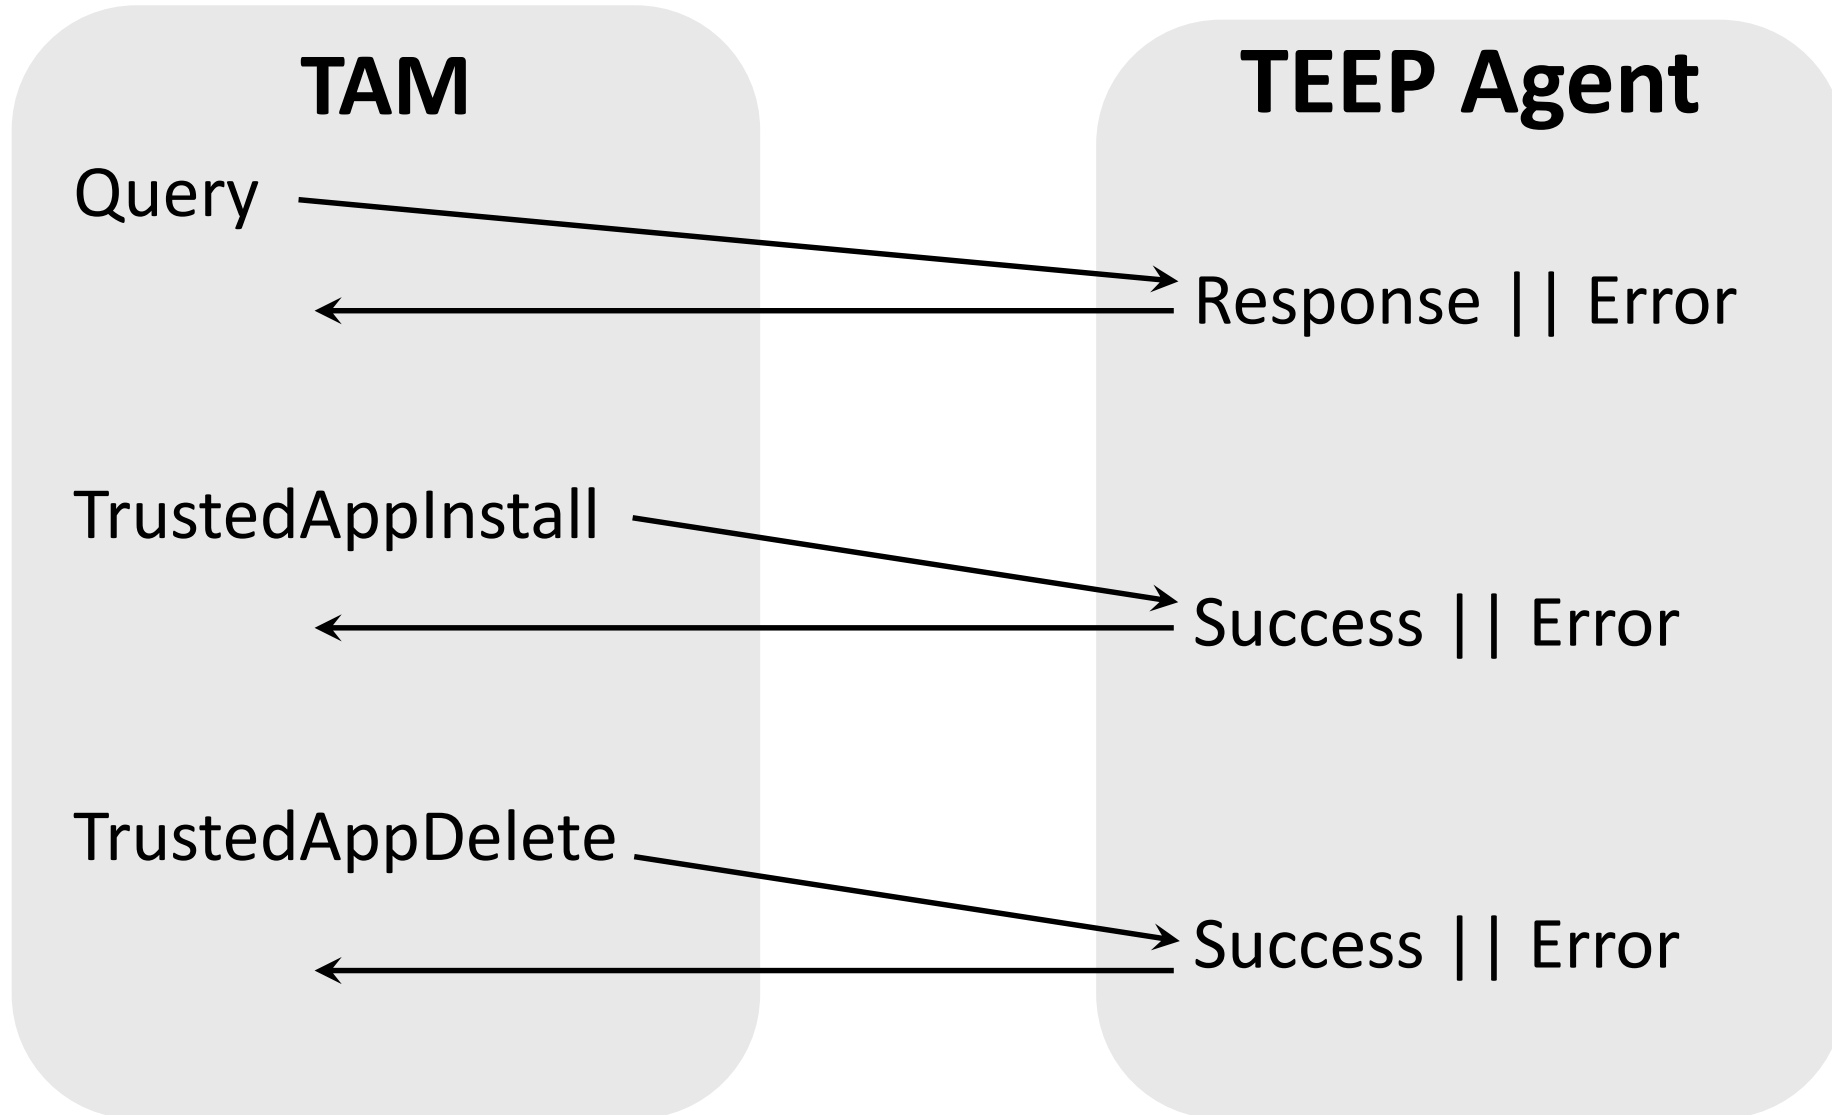 TAM
TEEP Agent
Query
Response || Error
TrustedAppInstall
Success || Error
TrustedAppDelete
Success || Error